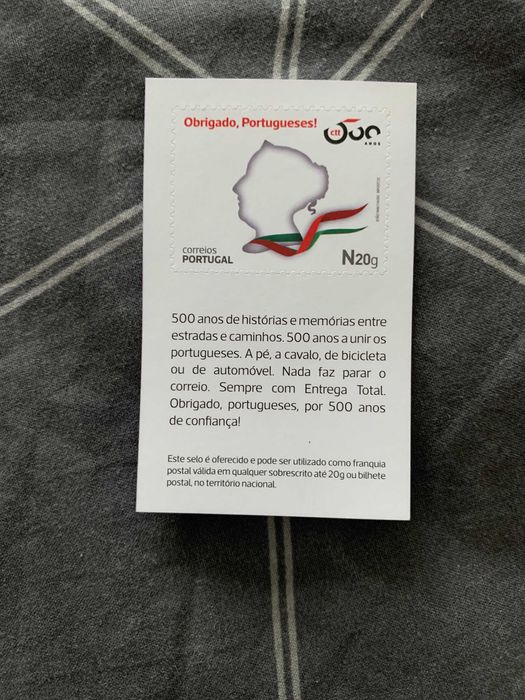 Obrigado, Portugueses!
ctt 500
ANOS
correios
PORTUGAL
N20g
500 anos de histórias e memórias entre
estradas e caminhos. 500 anos a unir os
portugueses. A pé, a cavalo, de bicicleta
ou de automóvel. Nada faz parar o
correio. Sempre com Entrega Total.
Obrigado, portugueses, por 500 anos
de confiança!
Este selo é oferecido e pode ser utilizado como franquia
postal válida em qualquer sobrescrito até 20g ou bilhete
postal, no território nacional.